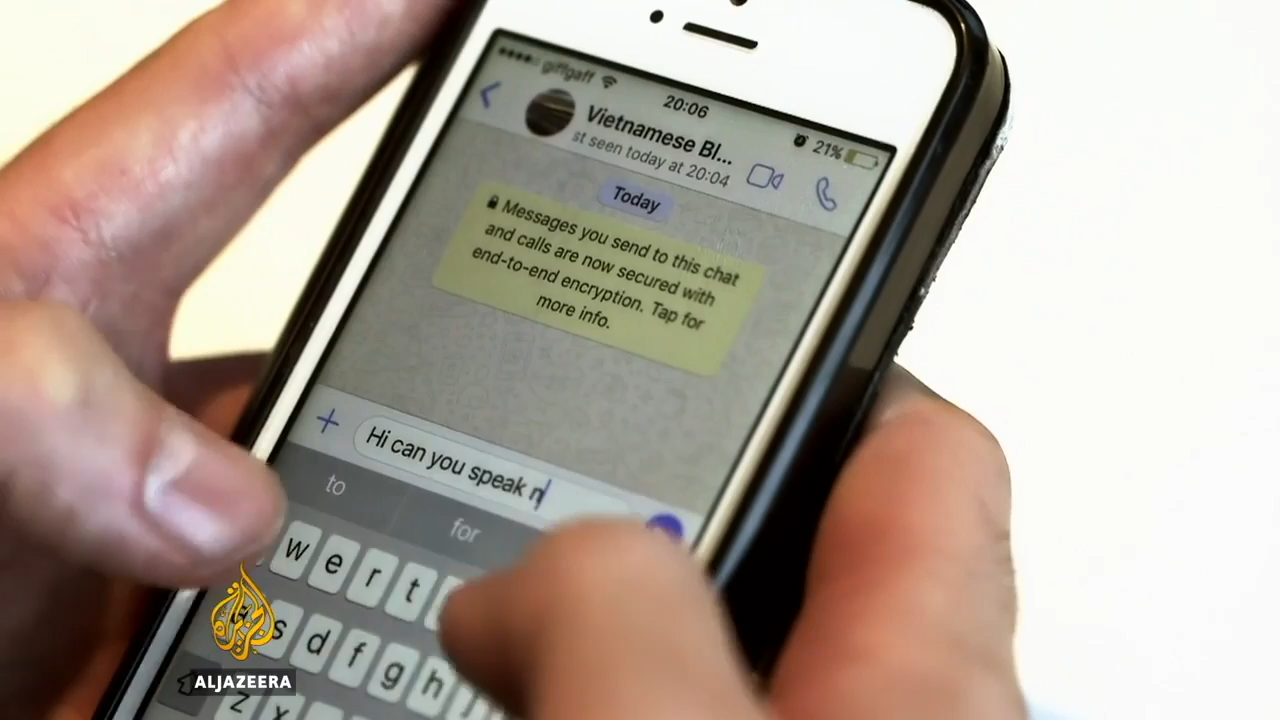 giffgaff
20:06
21%
Vietnamese Bl...
st seen today at 20:04
Today
Messages you send to this chat
and calls are now secured with
end-to-end encryption. Tap for
more info.
Hi can you speak n
to
for
w e r t
s d f g h
z x
الجزيرة
ALJAZEERA